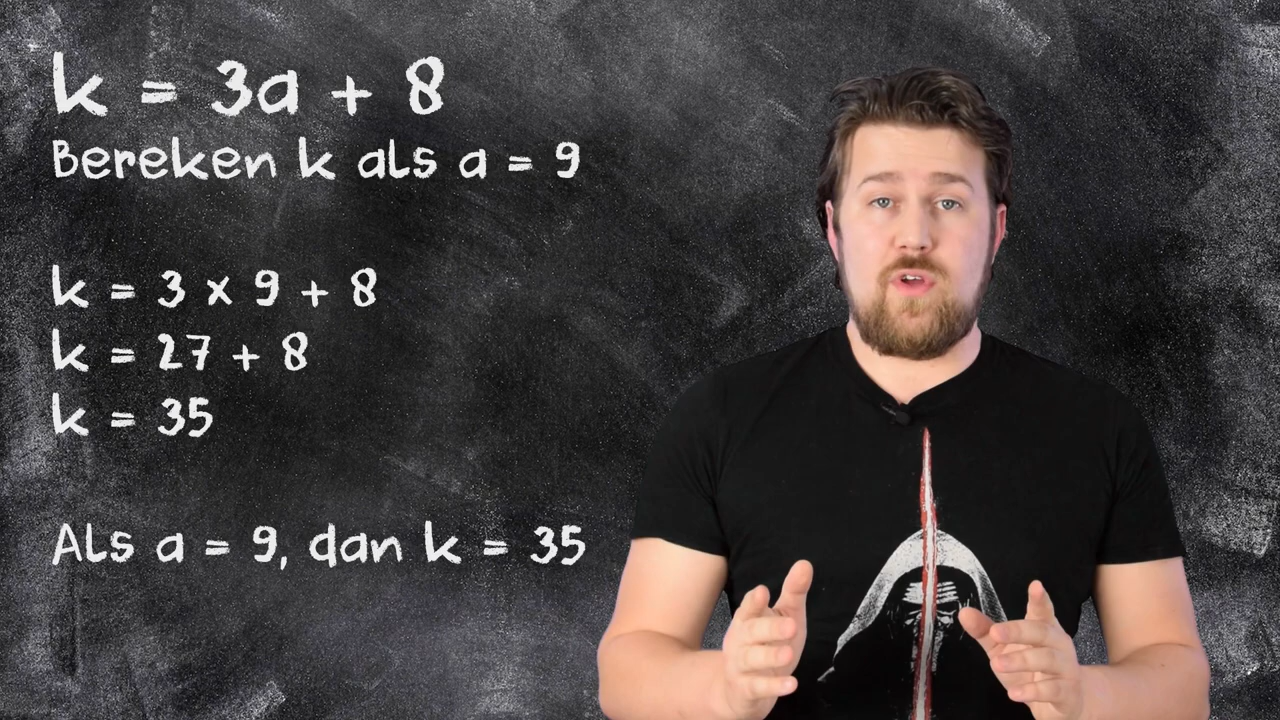 k = 3a + 8
Bereken k als a = 9
k = 3 x 9 + 8
k = 27 + 8
k = 35
Als a = 9, dan k = 35